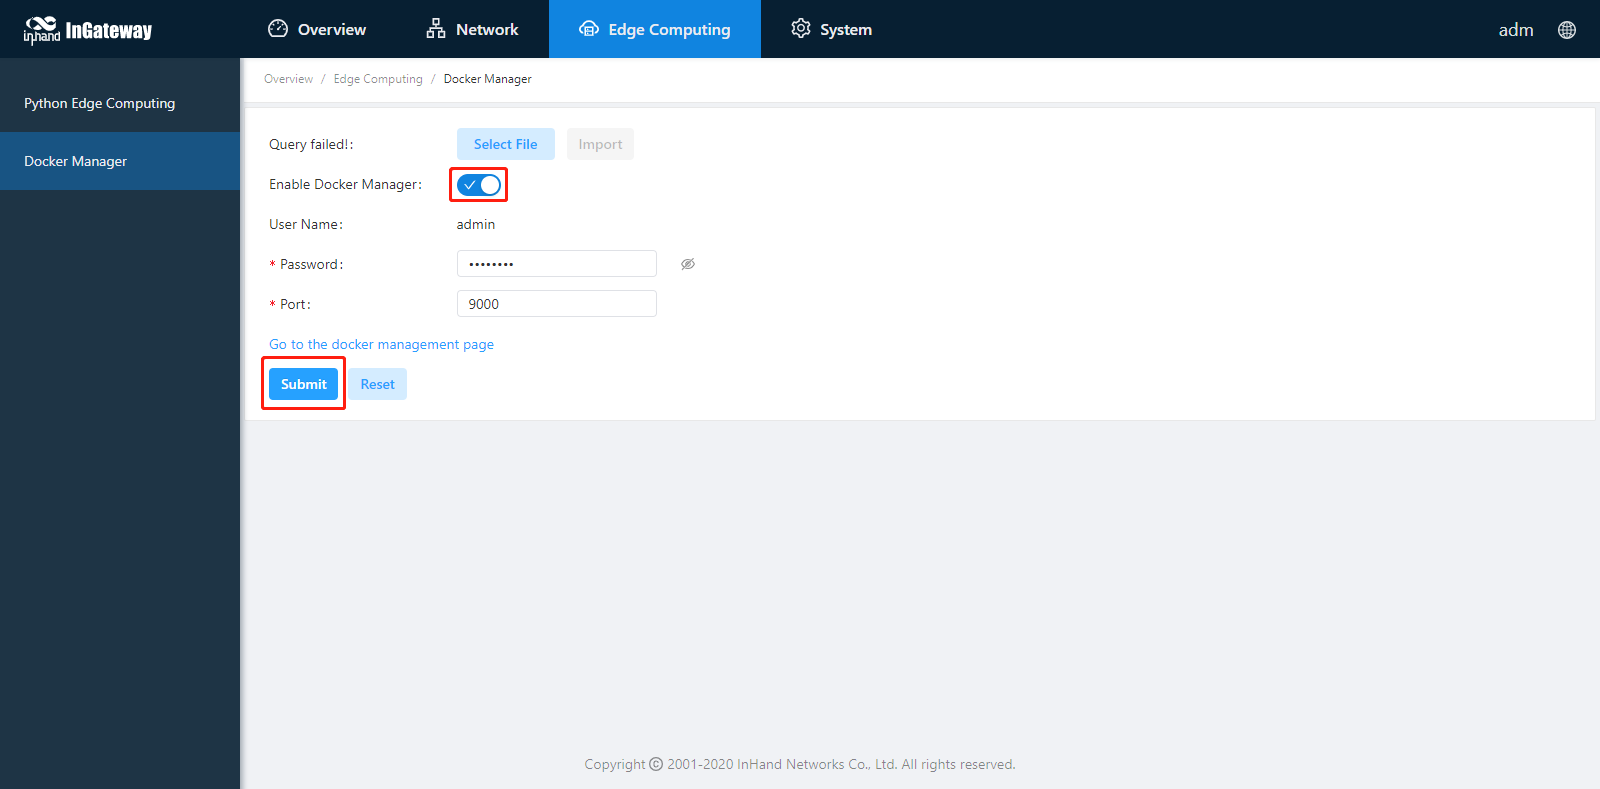 inhand InGateway Overview Network Edge Computing System adm
Python Edge Computing
Docker Manager
Overview / Edge Computing / Docker Manager
Query failed!: Select File Import
Enable Docker Manager:
User Name: admin
* Password: ••••••••
* Port: 9000
Go to the docker management page
Submit Reset
Copyright © 2001-2020 InHand Networks Co., Ltd. All rights reserved.